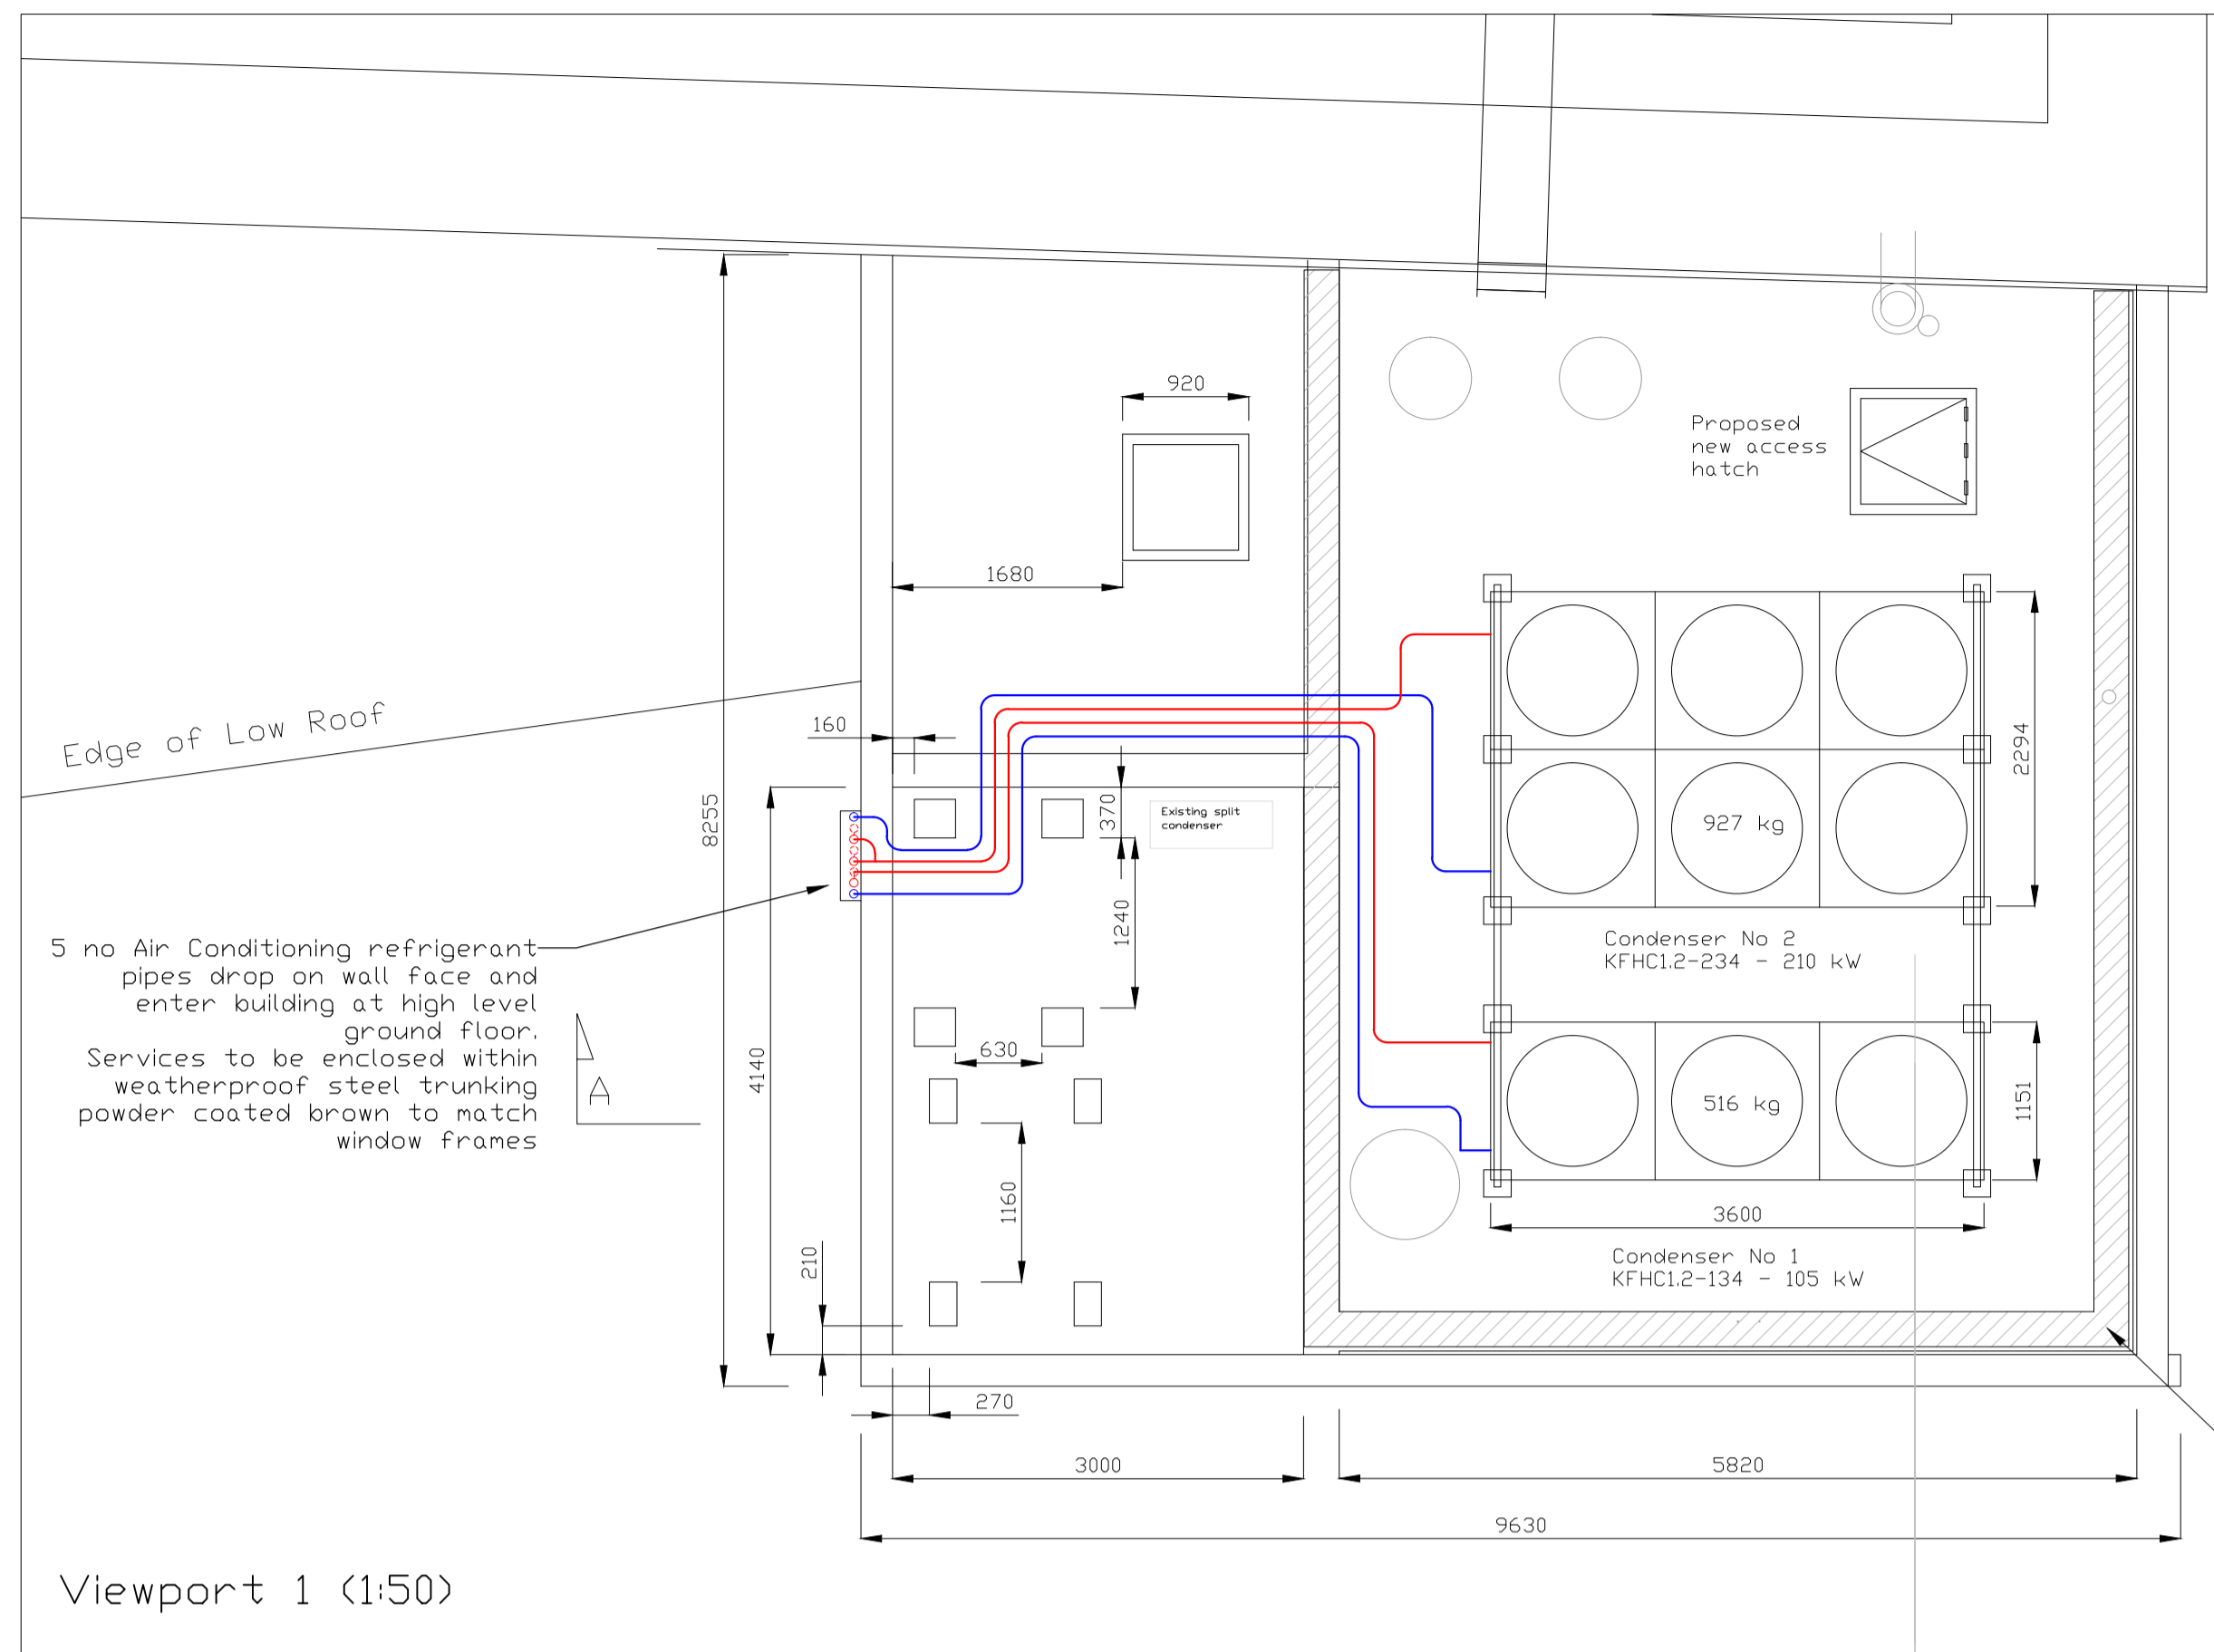 920
Proposed
new access
hatch
1680
Edge of Low Roof
160
8255
370
Existing split
condenser
2294
927 kg
1240
5 no Air Conditioning refrigerant
pipes drop on wall face and
enter building at high level
ground floor.
Services to be enclosed within
weatherproof steel trunking
powder coated brown to match
window frames
A
Condenser No 2
KFHC1.2-234 - 210 kW
4140
630
516 kg
1151
1160
3600
210
Condenser No 1
KFHC1.2-134 - 105 kW
270
3000
5820
9630
Viewport 1 (1:50)